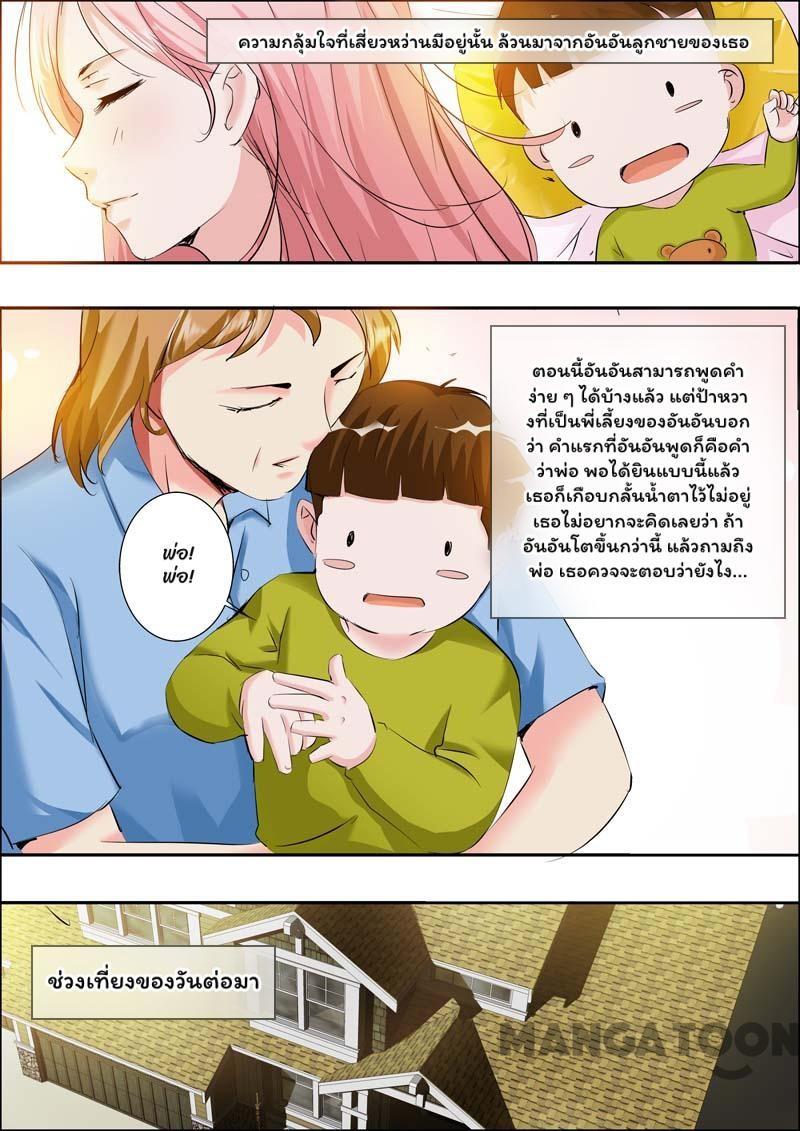 ความกลุ้มใจที่เสี่ยวหว่านมีอยู่นั้น ล้วนมาจากอันอันลูกชายของเธอ
ตอนนี้อันอันสามารถพูดคำ
ง่าย ๆ ได้บ้างแล้ว แต่ป้าหวา
งที่เป็นพี่เลี้ยงของอันอันบอก
ว่า คำแรกที่อันอันพูดก็คือคำ
ว่าพ่อ พอได้ยินแบบนี้แล้ว
เธอก็เกือบกลั้นน้ำตาไว้ไม่อยู่
เธอไม่อยากจะคิดเลยว่า ถ้า
อันอันโตขึ้นกว่านี้ แล้วถามถึง
พ่อ เธอควจจะตอบว่ายังไง...
พ่อ!
พ่อ!
ช่วงเที่ยงของวันต่อมา
MANGATOON